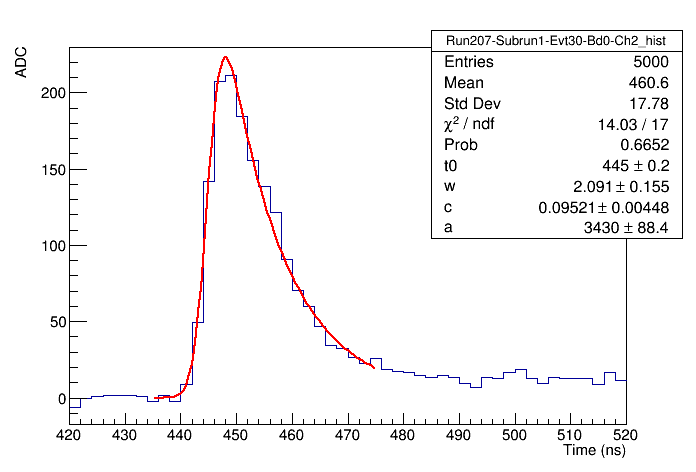 Run207-Subrun1-Evt30-Bd0-Ch2_hist
Entries 5000
Mean 460.6
Std Dev 17.78
χ² / ndf 14.03 / 17
Prob 0.6652
t0 445 ± 0.2
w 2.091 ± 0.155
c 0.09521 ± 0.00448
a 3430 ± 88.4
ADC
200
150
100
50
0
420 430 440 450 460 470 480 490 500 510 520
Time (ns)